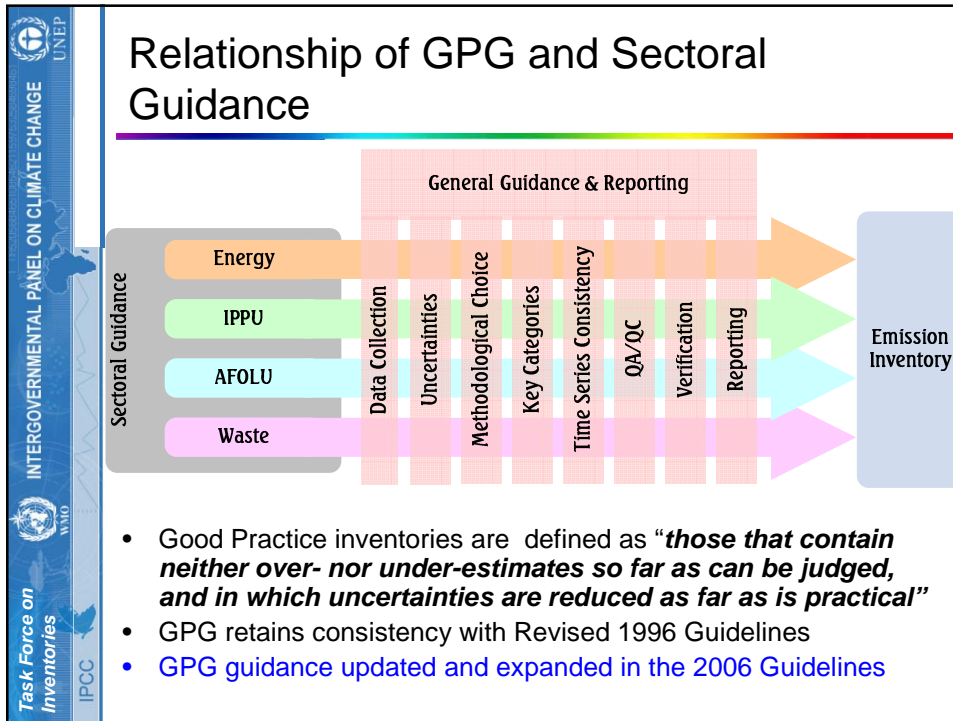 Relationship of GPG and Sectoral
Guidance
General Guidance & Reporting
Sectoral Guidance
Energy
IPPU
AFOLU
Waste
Data Collection
Uncertainties
Methodological Choice
Key Categories
Time Series Consistency
QA/QC
Verification
Reporting
Emission
Inventory
• Good Practice inventories are defined as “those that contain
neither over- nor under-estimates so far as can be judged,
and in which uncertainties are reduced as far as is practical”
• GPG retains consistency with Revised 1996 Guidelines
• GPG guidance updated and expanded in the 2006 Guidelines
UNEP
INTERGOVERNMENTAL PANEL ON CLIMATE CHANGE
WMO
Task Force on
Inventories
IPCC